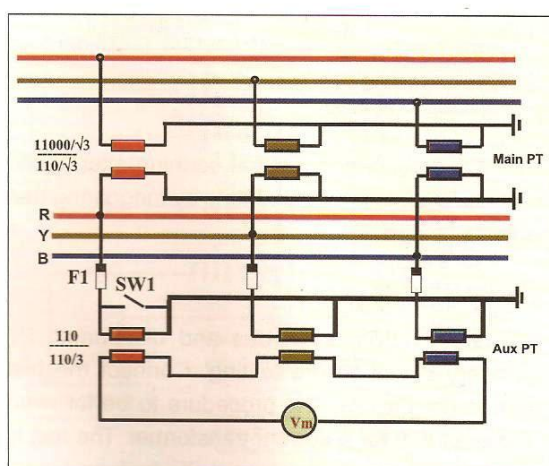 11000/√3
110/√3
Main PT
R
Y
B
F1
SW1
110
110/3
Aux PT
Vm